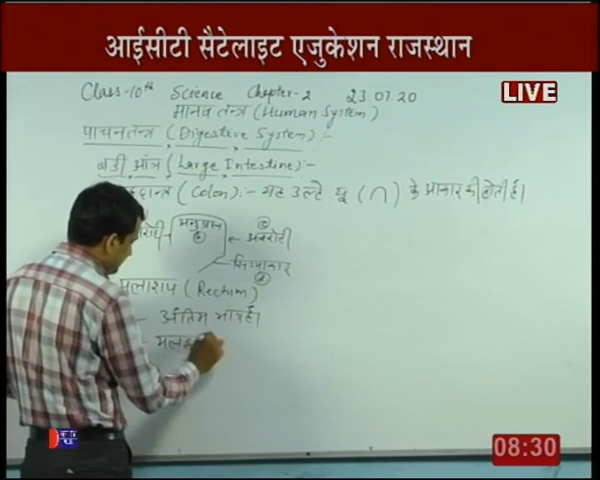 आईसीटी सैटेलाइट एजुकेशन राजस्थान
LIVE
Class-10th Science Chapter-2 23.07.20
मानव तन्त्र (Human System)
पाचनतन्त्र (Digestive System):-
बडी आँत्र (Large Intestine):-
(Colon):- यह उल्टे यू (∩) के आकार की होती है।
अनुप्रस्थ (b)
(c) अवरोही
सिग्माकार (d)
मलाशय (Rectum)
- अंतिम भाग है।
08:30